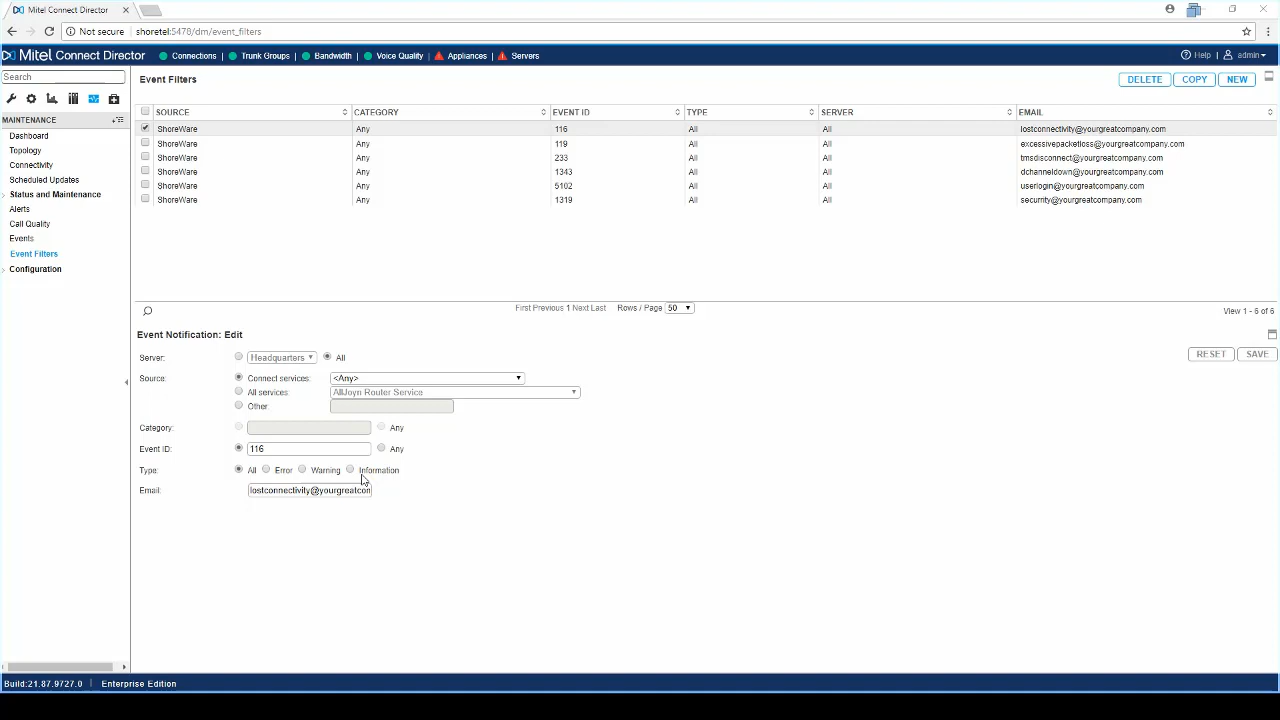 Mitel Connect Director
Not secure shoretel:5478/dm/event_filters
Mitel Connect Director Connections Trunk Groups Bandwidth Voice Quality Appliances Servers Help admin
Search
Event Filters DELETE COPY NEW
MAINTENANCE
Dashboard
Topology
Connectivity
Scheduled Updates
Status and Maintenance
Alerts
Call Quality
Events
Event Filters
Configuration
SOURCE CATEGORY EVENT ID TYPE SERVER EMAIL
ShoreWare Any 116 All All lostconnectivity@yourgreatcompany.com
ShoreWare Any 119 All All excessivepacketloss@yourgreatcompany.com
ShoreWare Any 233 All All tmsdisconnect@yourgreatcompany.com
ShoreWare Any 1343 All All dchanneldown@yourgreatcompany.com
ShoreWare Any 5102 All All userlogin@yourgreatcompany.com
ShoreWare Any 1319 All All securrity@yourgreatcompany.com
First Previous 1 Next Last Rows / Page 50 View 1 - 6 of 6
Event Notification: Edit
RESET SAVE
Server: Headquarters All
Source: Connect services: <Any>
All services: AllJoyn Router Service
Other:
Category: Any
Event ID: 116 Any
Type: All Error Warning Information
Email: lostconnectivity@yourgreatcon
Build:21.87.9727.0 Enterprise Edition